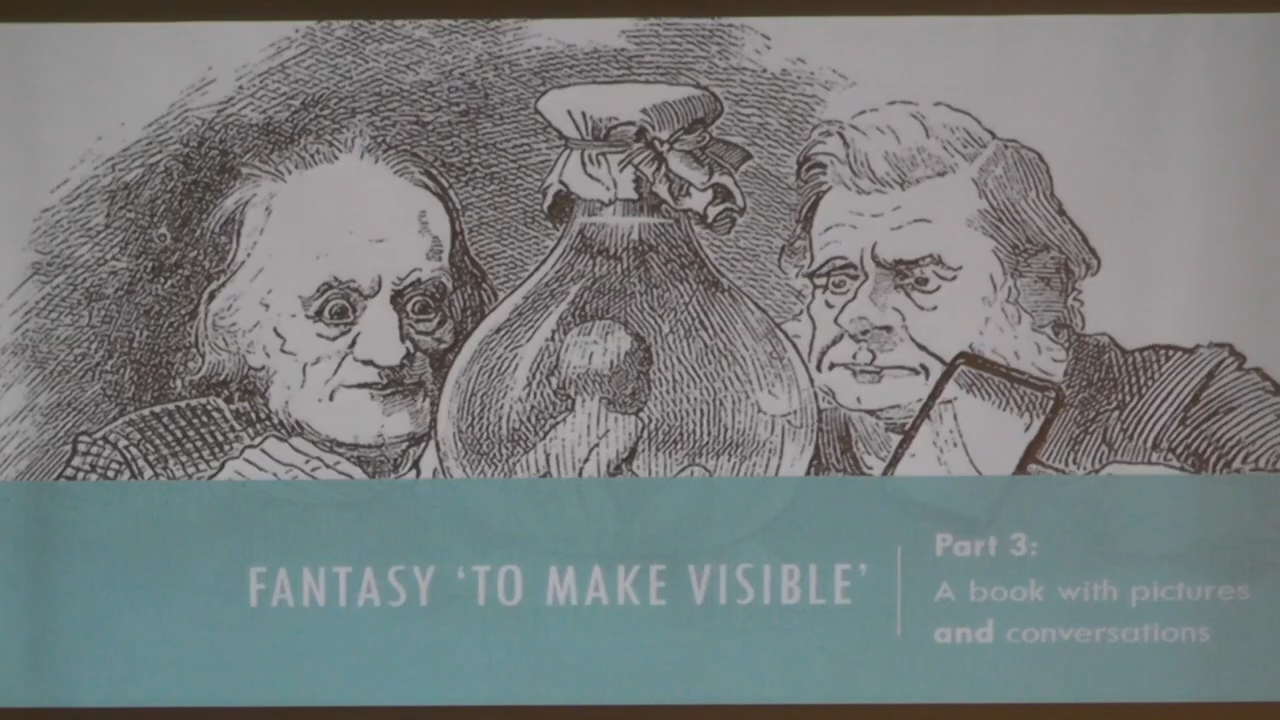 FANTASY ‘TO MAKE VISIBLE’
Part 3:
A book with pictures
and conversations